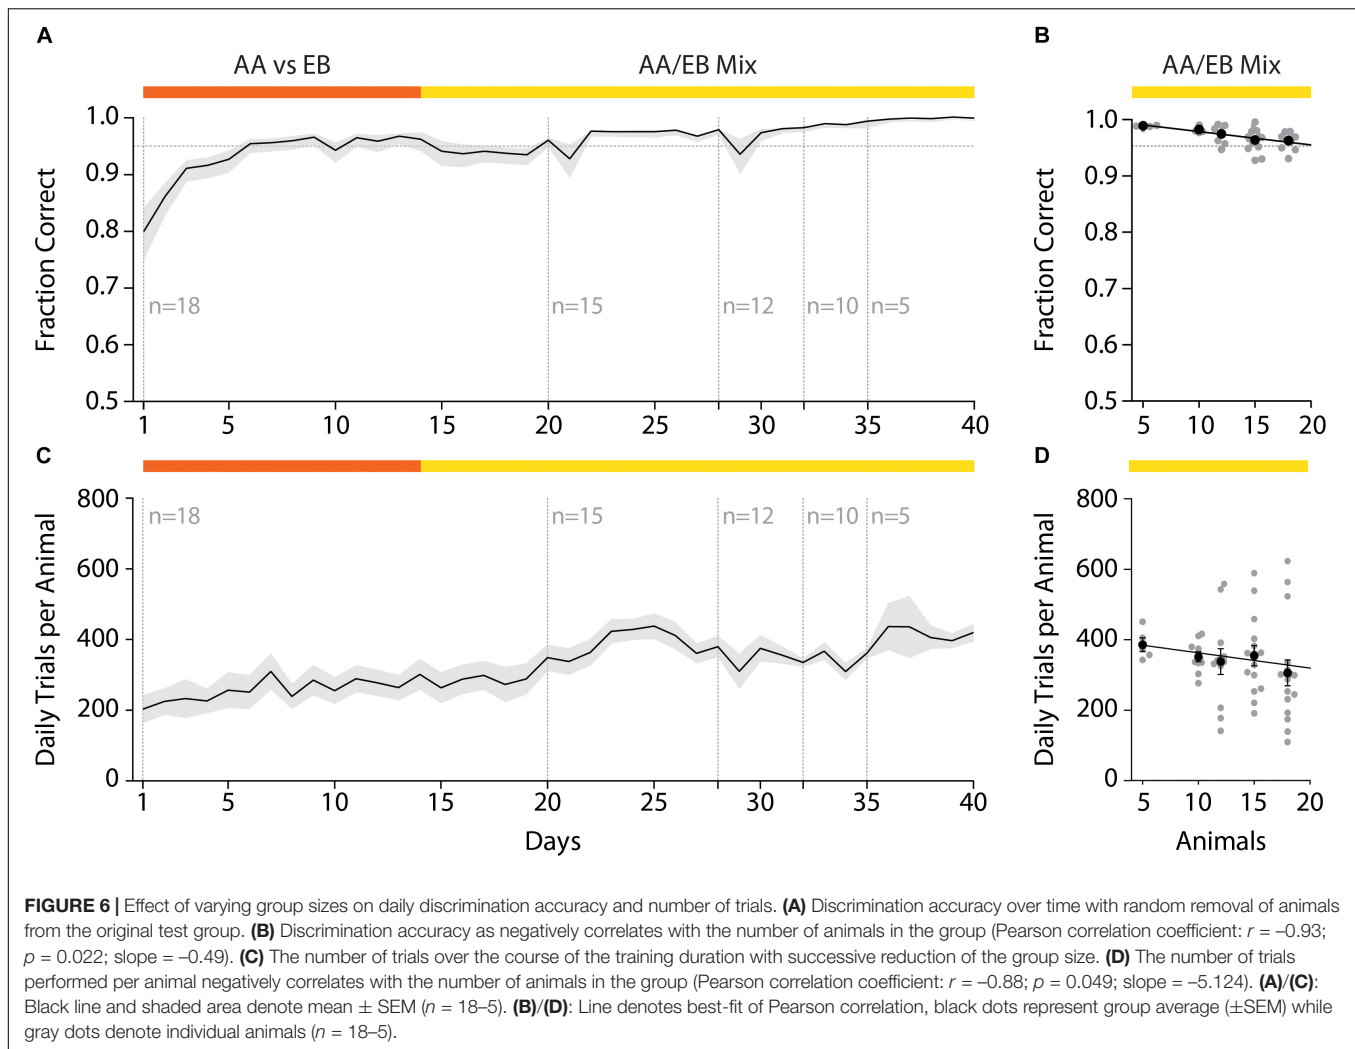 A
B
AA vs EB
AA/EB Mix
AA/EB Mix
Fraction Correct
1.0
0.9
0.8
0.7
0.6
0.5
n=18
n=15
n=12
n=10
n=5
1
5
10
15
20
25
30
35
40
Fraction Correct
1.0
0.9
0.8
0.7
0.6
0.5
5
10
15
20
C
D
Daily Trials per Animal
800
600
400
200
0
n=18
n=15
n=12
n=10
n=5
1
5
10
15
20
25
30
35
40
Days
Daily Trials per Animal
800
600
400
200
0
5
10
15
20
Animals
FIGURE 6 | Effect of varying group sizes on daily discrimination accuracy and number of trials. (A) Discrimination accuracy over time with random removal of animals
from the original test group. (B) Discrimination accuracy as negatively correlates with the number of animals in the group (Pearson correlation coefficient: r = –0.93;
p = 0.022; slope = –0.49). (C) The number of trials over the course of the training duration with successive reduction of the group size. (D) The number of trials
performed per animal negatively correlates with the number of animals in the group (Pearson correlation coefficient: r = –0.88; p = 0.049; slope = –5.124). (A)/(C):
Black line and shaded area denote mean ± SEM (n = 18–5). (B)/(D): Line denotes best-fit of Pearson correlation, black dots represent group average (±SEM) while
gray dots denote individual animals (n = 18–5).